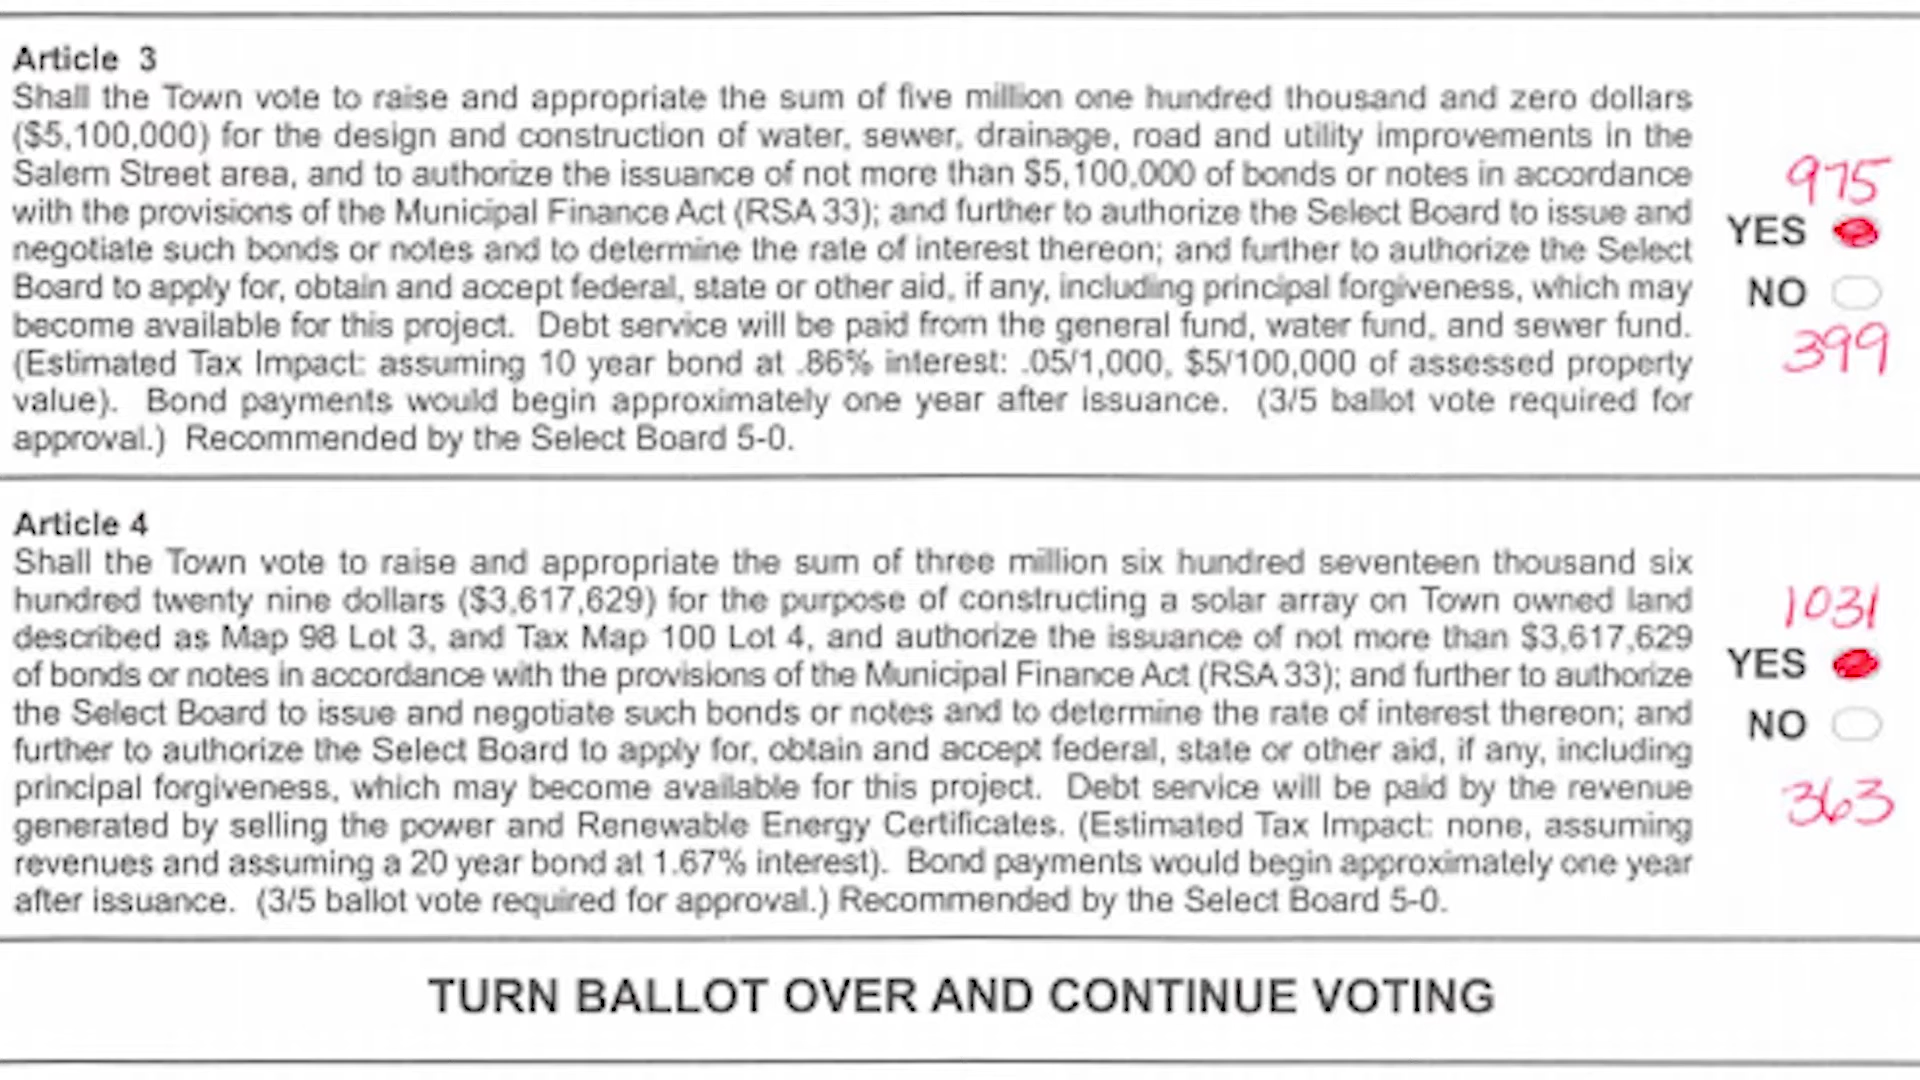 Article 3
Shall the Town vote to raise and appropriate the sum of five million one hundred thousand and zero dollars
($5,100,000) for the design and construction of water, sewer, drainage, road and utility improvements in the
Salem Street area, and to authorize the issuance of not more than $5,100,000 of bonds or notes in accordance
with the provisions of the Municipal Finance Act (RSA 33); and further to authorize the Select Board to issue and
negotiate such bonds or notes and to determine the rate of interest thereon; and further to authorize the Select
Board to apply for, obtain and accept federal, state or other aid, if any, including principal forgiveness, which may
become available for this project. Debt service will be paid from the general fund, water fund, and sewer fund.
(Estimated Tax Impact: assuming 10 year bond at .86% interest: .05/1,000, $5/100,000 of assessed property
value). Bond payments would begin approximately one year after issuance. (3/5 ballot vote required for
approval.) Recommended by the Select Board 5-0.
975
YES
NO
399
Article 4
Shall the Town vote to raise and appropriate the sum of three million six hundred seventeen thousand six
hundred twenty nine dollars ($3,617,629) for the purpose of constructing a solar array on Town owned land
described as Map 98 Lot 3, and Tax Map 100 Lot 4, and authorize the issuance of not more than $3,617,629
of bonds or notes in accordance with the provisions of the Municipal Finance Act (RSA 33); and further to authorize
the Select Board to issue and negotiate such bonds or notes and to determine the rate of interest thereon; and
further to authorize the Select Board to apply for, obtain and accept federal, state or other aid, if any, including
principal forgiveness, which may become available for this project. Debt service will be paid by the revenue
generated by selling the power and Renewable Energy Certificates. (Estimated Tax Impact: none, assuming
revenues and assuming a 20 year bond at 1.67% interest). Bond payments would begin approximately one year
after issuance. (3/5 ballot vote required for approval.) Recommended by the Select Board 5-0.
1031
YES
NO
363
TURN BALLOT OVER AND CONTINUE VOTING